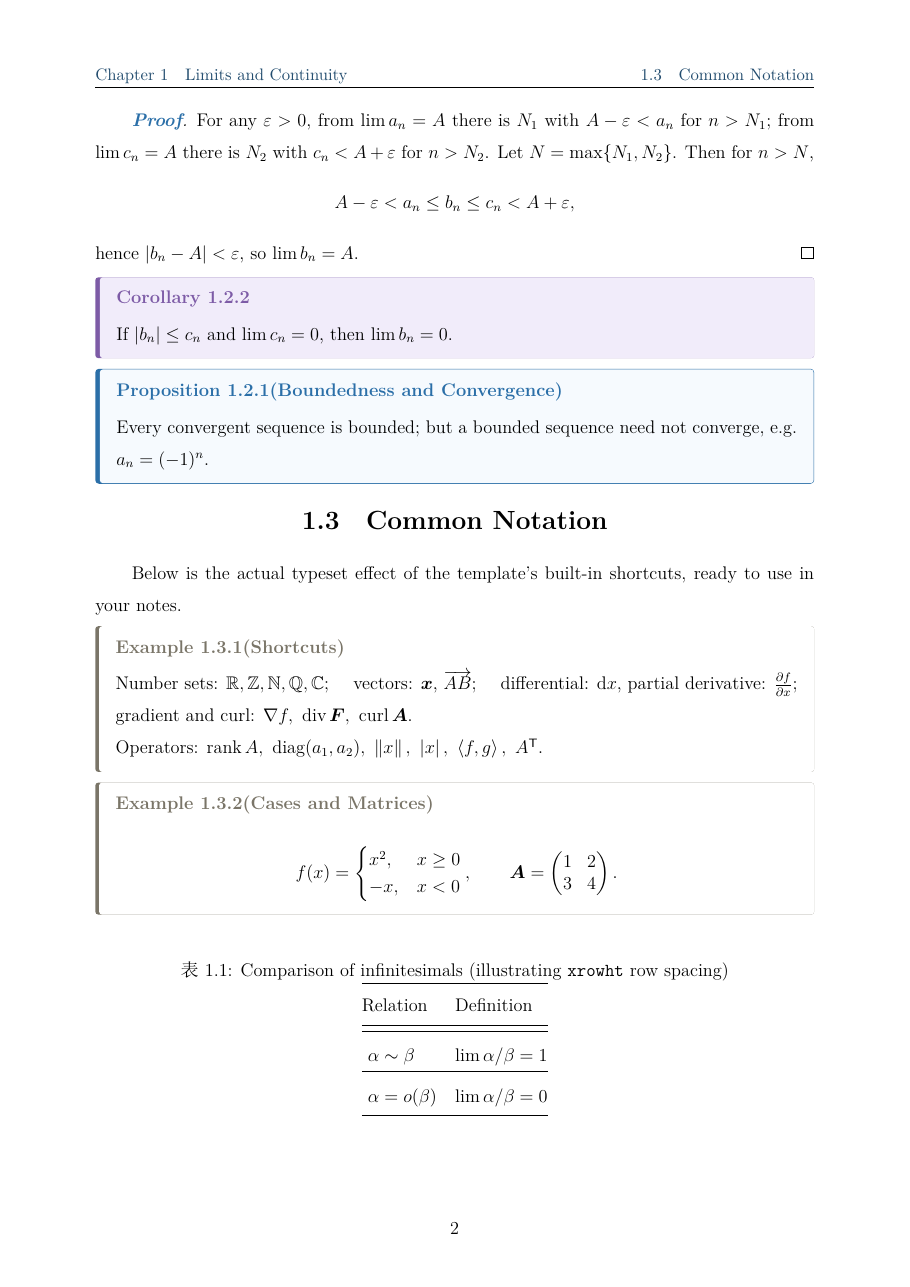 Chapter 1 Limits and Continuity 1.3 Common Notation
Proof. For any ε > 0, from lim aₙ = A there is N₁ with A − ε < aₙ for n > N₁; from
lim cₙ = A there is N₂ with cₙ < A + ε for n > N₂. Let N = max{N₁, N₂}. Then for n > N,
A − ε < aₙ ≤ bₙ ≤ cₙ < A + ε,
hence |bₙ − A| < ε, so lim bₙ = A. □
Corollary 1.2.2
If |bₙ| ≤ cₙ and lim cₙ = 0, then lim bₙ = 0.
Proposition 1.2.1(Boundedness and Convergence)
Every convergent sequence is bounded; but a bounded sequence need not converge, e.g.
aₙ = (−1)ⁿ.
1.3 Common Notation
Below is the actual typeset effect of the template's built-in shortcuts, ready to use in
your notes.
Example 1.3.1(Shortcuts)
Number sets: ℝ, ℤ, ℕ, ℚ, ℂ; vectors: 𝒙, \overrightarrow{AB}; differential: dx, partial derivative: ∂f/∂x;
gradient and curl: ∇f, div 𝑭, curl 𝑨.
Operators: rank A, diag(a₁, a₂), ‖x‖, |x|, ⟨f, g⟩, Aᵀ.
Example 1.3.2(Cases and Matrices)
f(x) = { x², x ≥ 0; −x, x < 0 , 𝑨 = (1 2; 3 4).
表 1.1: Comparison of infinitesimals (illustrating xrowht row spacing)
Relation Definition
α ∼ β lim α/β = 1
α = o(β) lim α/β = 0
2